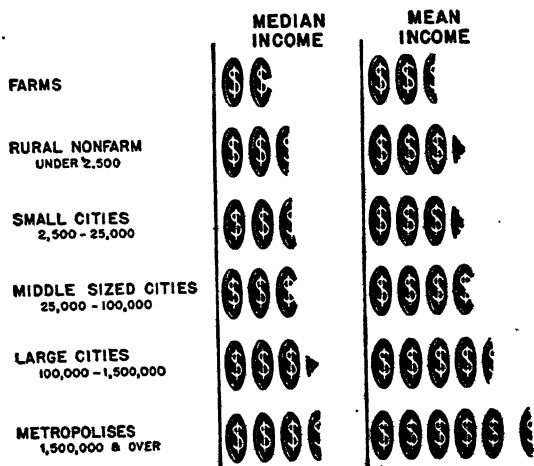 MEDIAN
INCOME
MEAN
INCOME
FARMS
RURAL NONFARM
UNDER 2,500
SMALL CITIES
2,500 - 25,000
MIDDLE SIZED CITIES
25,000 - 100,000
LARGE CITIES
100,000 - 1,500,000
METROPOLISES
1,500,000 & OVER